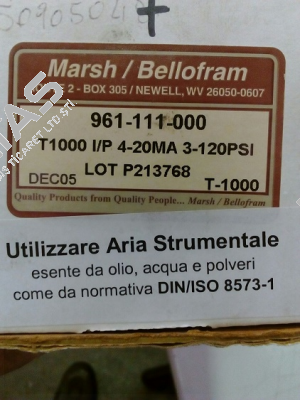 50905047
Marsh / Bellofram
2 - BOX 305 / NEWELL, WV 26050-0607
961-111-000
T1000 I/P 4-20MA 3-120PSI
LOT P213768
DEC05 T-1000
Quality Products from Quality People... Marsh / Bellofram
Utilizzare Aria Strumentale
esente da olio, acqua e polveri
come da normativa DIN/ISO 8573-1